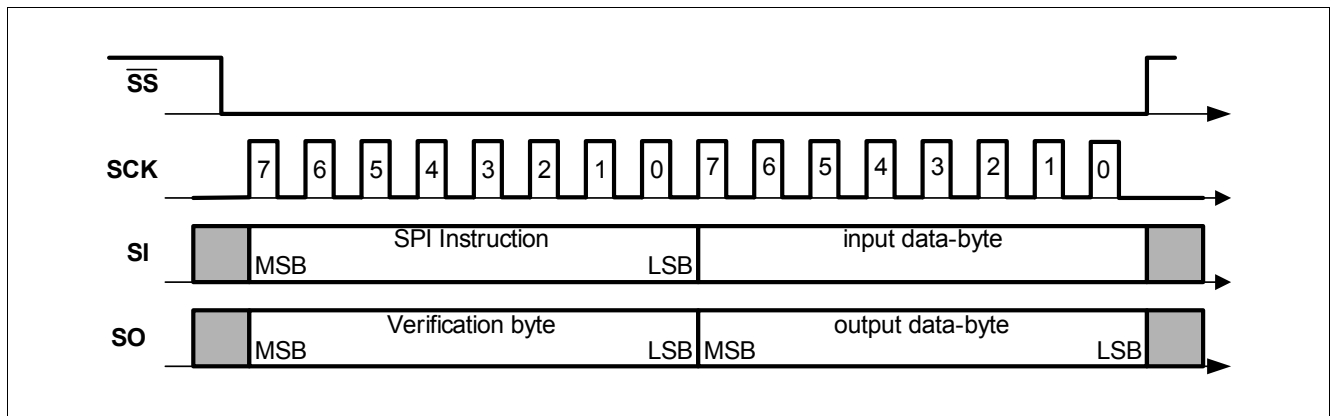 SS
SCK 7 6 5 4 3 2 1 0 7 6 5 4 3 2 1 0
SI SPI Instruction input data-byte
MSB LSB
SO Verification byte output data-byte
MSB LSB MSB LSB